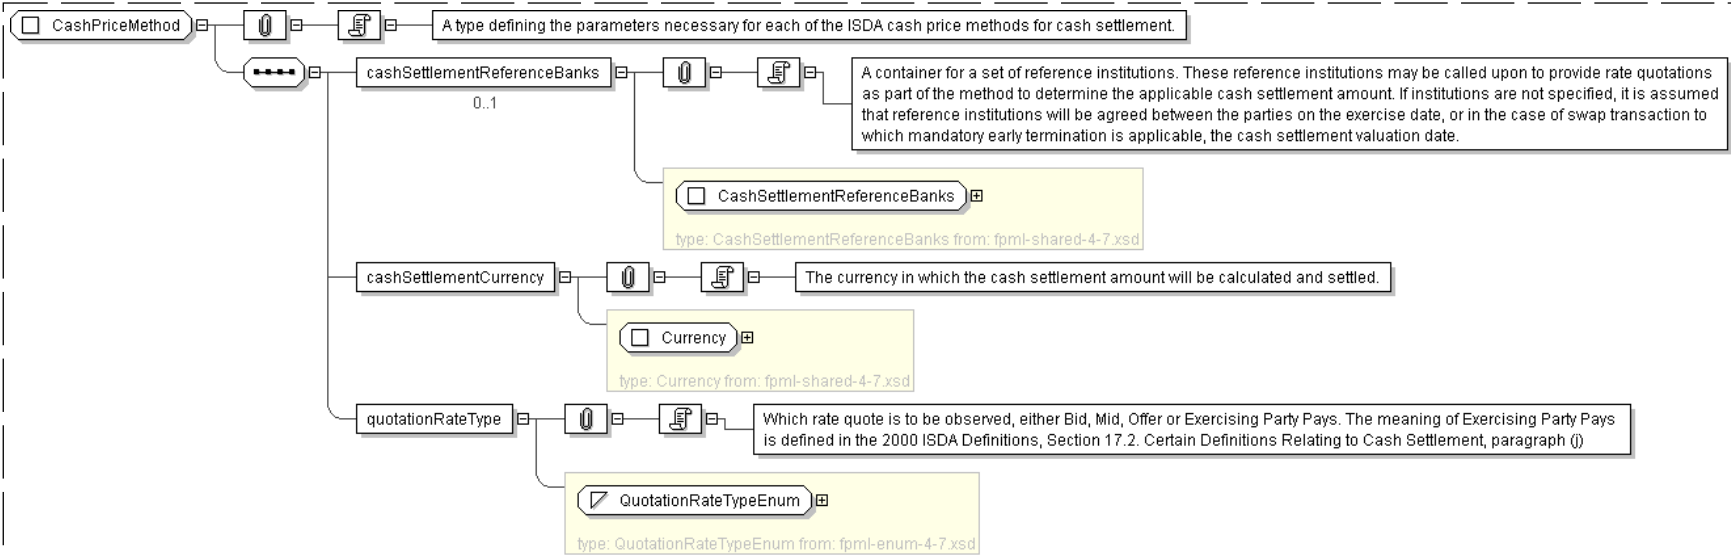 CashPriceMethod
A type defining the parameters necessary for each of the ISDA cash price methods for cash settlement.
cashSettlementReferenceBanks
0..1
A container for a set of reference institutions. These reference institutions may be called upon to provide rate quotations
as part of the method to determine the applicable cash settlement amount. If institutions are not specified, it is assumed
that reference institutions will be agreed between the parties on the exercise date, or in the case of swap transaction to
which mandatory early termination is applicable, the cash settlement valuation date.
CashSettlementReferenceBanks
type: CashSettlementReferenceBanks from: fpml-shared-4-7.xsd
cashSettlementCurrency
The currency in which the cash settlement amount will be calculated and settled.
Currency
type: Currency from: fpml-shared-4-7.xsd
quotationRateType
Which rate quote is to be observed, either Bid, Mid, Offer or Exercising Party Pays. The meaning of Exercising Party Pays
is defined in the 2000 ISDA Definitions, Section 17.2. Certain Definitions Relating to Cash Settlement, paragraph (j)
QuotationRateTypeEnum
type: QuotationRateTypeEnum from: fpml-enum-4-7.xsd